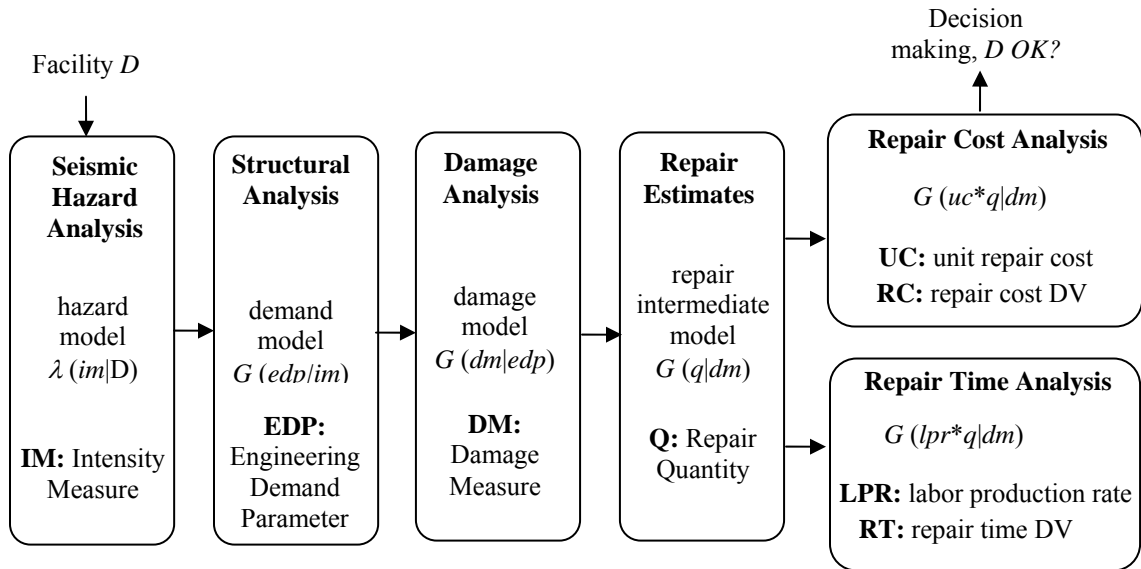 Facility D
Decision
making, D OK?
Seismic
Hazard
Analysis
hazard
model
λ (im|D)
IM: Intensity
Measure
Structural
Analysis
demand
model
G (edp|im)
EDP:
Engineering
Demand
Parameter
Damage
Analysis
damage
model
G (dm|edp)
DM:
Damage
Measure
Repair
Estimates
repair
intermediate
model
G (q|dm)
Q: Repair
Quantity
Repair Cost Analysis
G (uc*q|dm)
UC: unit repair cost
RC: repair cost DV
Repair Time Analysis
G (lpr*q|dm)
LPR: labor production rate
RT: repair time DV